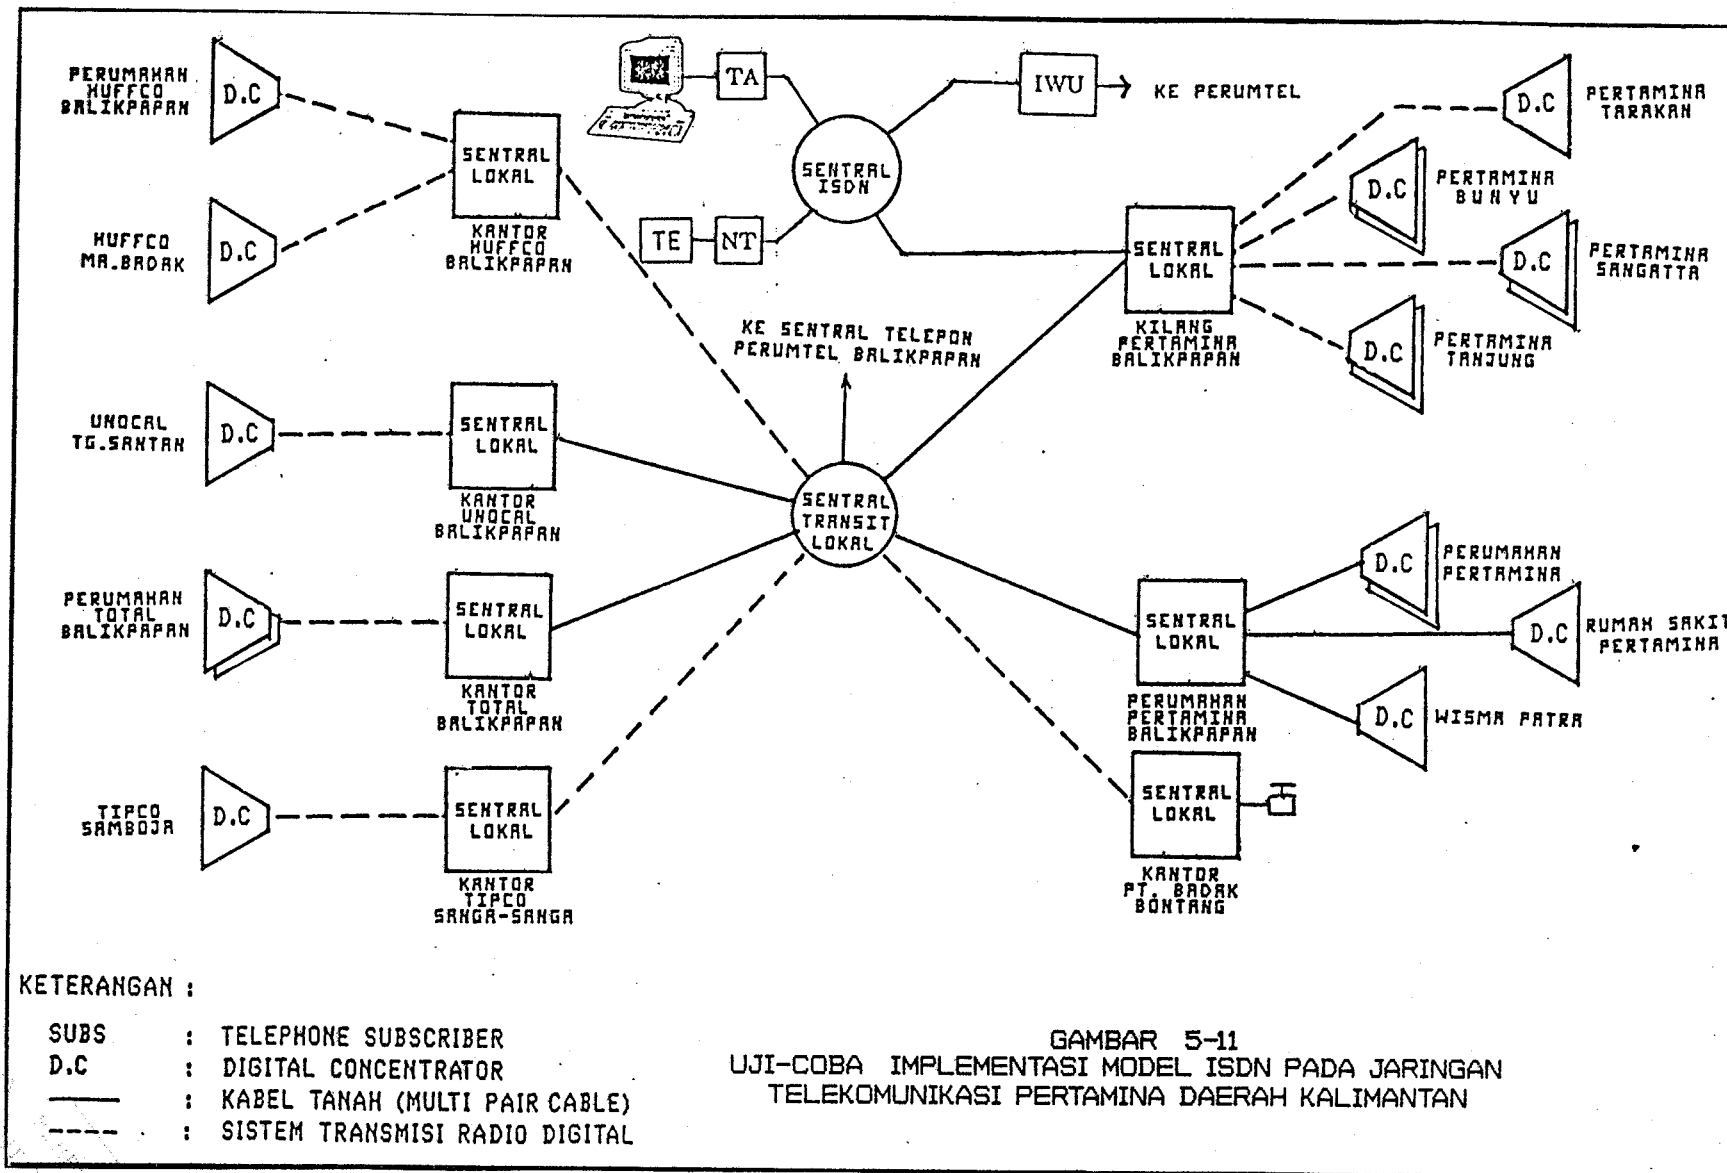 PERUMAHAN
HUFFCO
BALIKPAPAN
D.C
SENTRAL
LOKAL
KANTOR
HUFFCO
BALIKPAPAN
HUFFCO
MA.BADAK
D.C
TA
IWU
KE PERUMTEL
SENTRAL
ISDN
TE
NT
D.C
PERTAMINA
TARAKAN
D.C
PERTAMINA
BUNYU
SENTRAL
LOKAL
KILANG
PERTAMINA
BALIKPAPAN
D.C
PERTAMINA
SANGATTA
D.C
PERTAMINA
TANJUNG
KE SENTRAL TELEPON
PERUMTEL BALIKPAPAN
UNOCAL
TG.SANTAN
D.C
SENTRAL
LOKAL
KANTOR
UNOCAL
BALIKPAPAN
SENTRAL
TRANSIT
LOKAL
PERUMAHAN
TOTAL
BALIKPAPAN
D.C
SENTRAL
LOKAL
KANTOR
TOTAL
BALIKPAPAN
SENTRAL
LOKAL
PERUMAHAN
PERTAMINA
BALIKPAPAN
D.C
PERUMAHAN
PERTAMINA
D.C
RUMAH SAKIT
PERTAMINA
D.C
WISMA PATRA
TIPCO
SAMBOJA
D.C
SENTRAL
LOKAL
KANTOR
TIPCO
SANGA-SANGA
SENTRAL
LOKAL
KANTOR
PT. BADAK
BONTANG
KETERANGAN :
SUBS : TELEPHONE SUBSCRIBER
D.C : DIGITAL CONCENTRATOR
: KABEL TANAH (MULTI PAIR CABLE)
: SISTEM TRANSMISI RADIO DIGITAL
GAMBAR 5-11
UJI-COBA IMPLEMENTASI MODEL ISDN PADA JARINGAN
TELEKOMUNIKASI PERTAMINA DAERAH KALIMANTAN